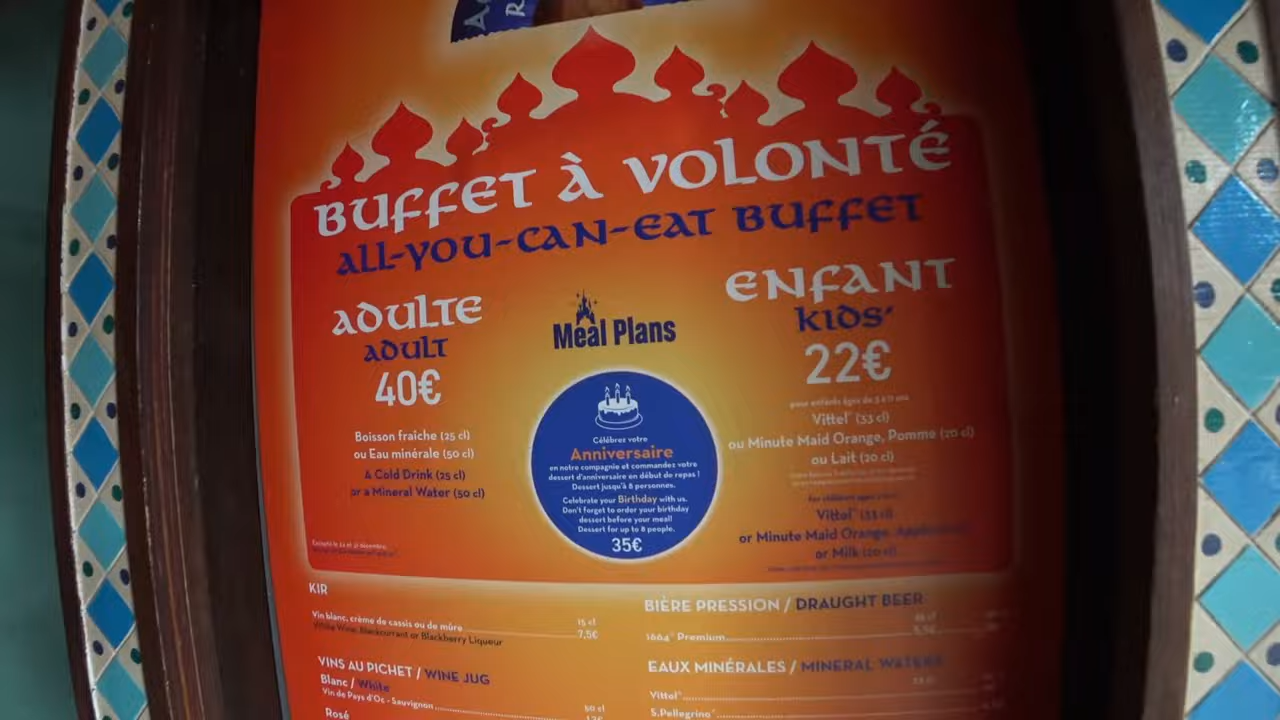 BUFFET À VOLONTÉ
ALL-YOU-CAN-EAT BUFFET
ADULTE
ADULT
40€
Boisson fraîche (25 cl)
ou Eau minérale (50 cl)
A Cold Drink (25 cl)
or a Mineral Water (50 cl)
Meal Plans
Célébrez votre
Anniversaire
en notre compagnie et commandez votre
dessert d'anniversaire en début de repas !
Dessert jusqu'à 8 personnes.
Celebrate your Birthday with us.
Don't forget to order your birthday
dessert before your meal!
Dessert for up to 8 people.
35€
ENFANT
KIDS'
22€
pour enfants âgés de 3 à 11 ans
Vittel® (33 cl)
ou Minute Maid Orange, Pomme (20 cl)
ou Lait (20 cl)
For children ages
Vittel® (33 cl)
or Minute Maid Orange,
or Milk (20 cl)
KIR
15 cl
Vin blanc, crème de cassis ou de mûre 7,5€
White Wine, Blackcurrant or Blackberry Liqueur
VINS AU PICHET / WINE JUG
Blanc / White
50 cl
Vin de Pays d'Oc - Sauvignon
Rosé
BIÈRE PRESSION / DRAUGHT BEER
1664® Premium
EAUX MINÉRALES / MINERAL WATERS
Vittel®
S.Pellegrino®